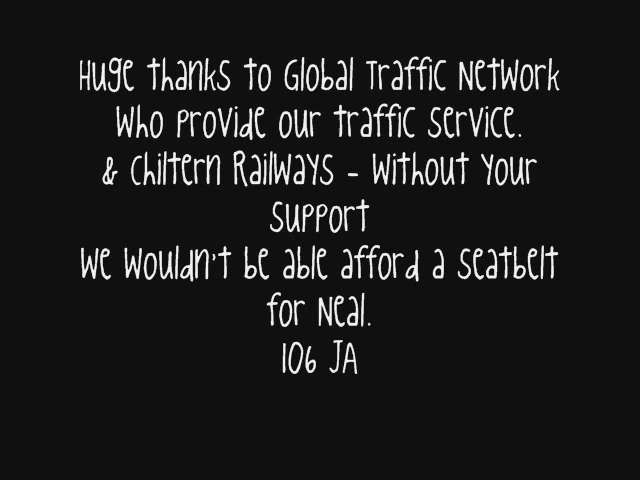 Huge thanks to Global Traffic Network
Who provide our traffic service.
& Chiltern Railways - Without Your
Support
We Wouldn't be able afford a seatbelt
for Neal.
106 JA